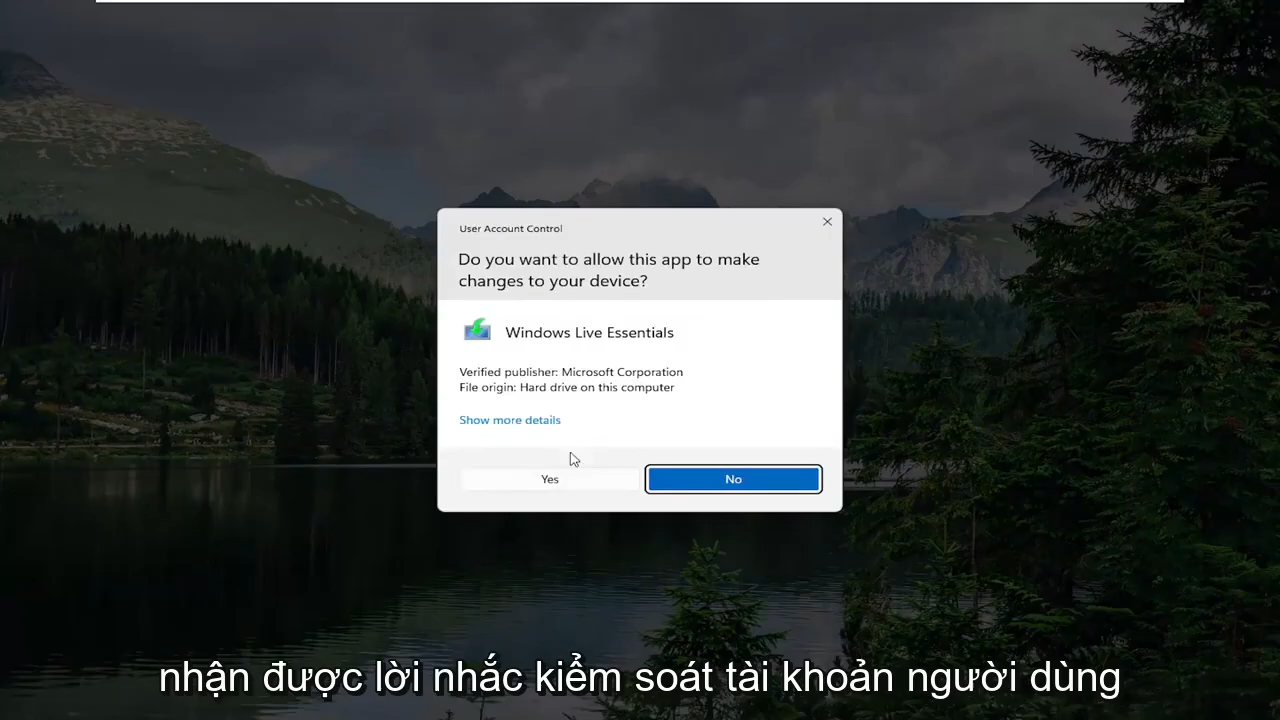 User Account Control
Do you want to allow this app to make
changes to your device?
Windows Live Essentials
Verified publisher: Microsoft Corporation
File origin: Hard drive on this computer
Show more details
Yes
No
nhận được lời nhắc kiểm soát tài khoản người dùng